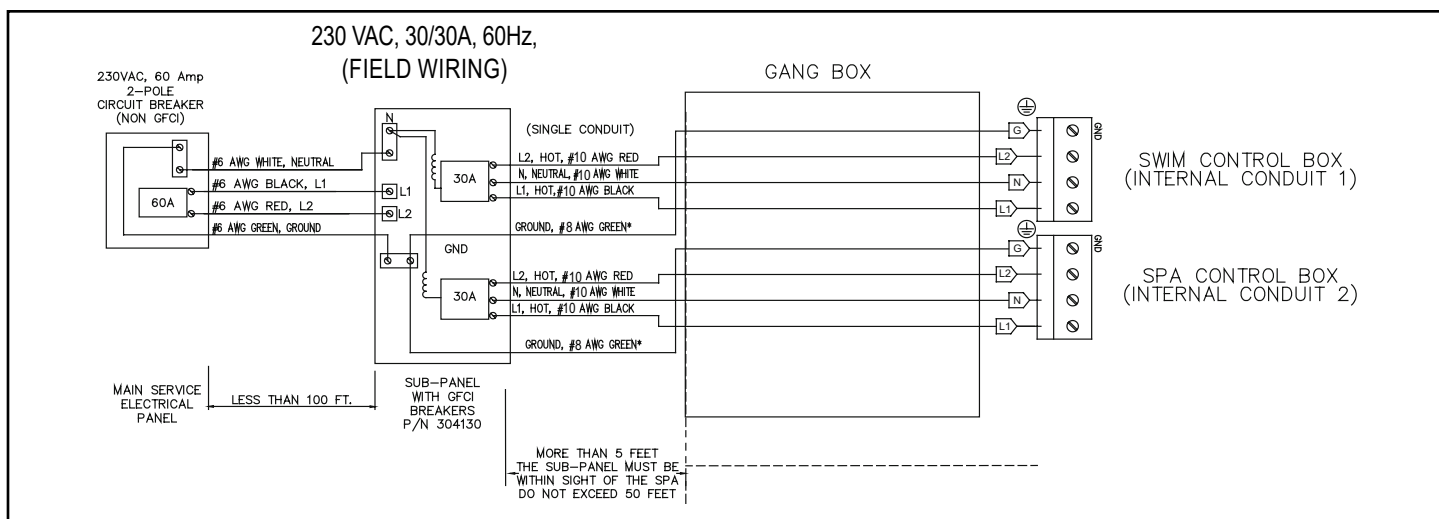 230 VAC, 30/30A, 60Hz,
(FIELD WIRING)
230VAC, 60 Amp
2-POLE
CIRCUIT BREAKER
(NON GFCI)
GANG BOX
N
(SINGLE CONDUIT)
#6 AWG WHITE, NEUTRAL
#6 AWG BLACK, L1
#6 AWG RED, L2
#6 AWG GREEN, GROUND
60A
L1
L2
GND
30A
L2, HOT, #10 AWG RED
N, NEUTRAL, #10 AWG WHITE
L1, HOT, #10 AWG BLACK
GROUND, #8 AWG GREEN*
30A
L2, HOT, #10 AWG RED
N, NEUTRAL, #10 AWG WHITE
L1, HOT, #10 AWG BLACK
GROUND, #8 AWG GREEN*
G
L2
N
L1
GND
SWIM CONTROL BOX
(INTERNAL CONDUIT 1)
G
L2
N
L1
GND
SPA CONTROL BOX
(INTERNAL CONDUIT 2)
MAIN SERVICE
ELECTRICAL
PANEL
LESS THAN 100 FT.
SUB-PANEL
WITH GFCI
BREAKERS
P/N 304130
MORE THAN 5 FEET
THE SUB-PANEL MUST BE
WITHIN SIGHT OF THE SPA
DO NOT EXCEED 50 FEET